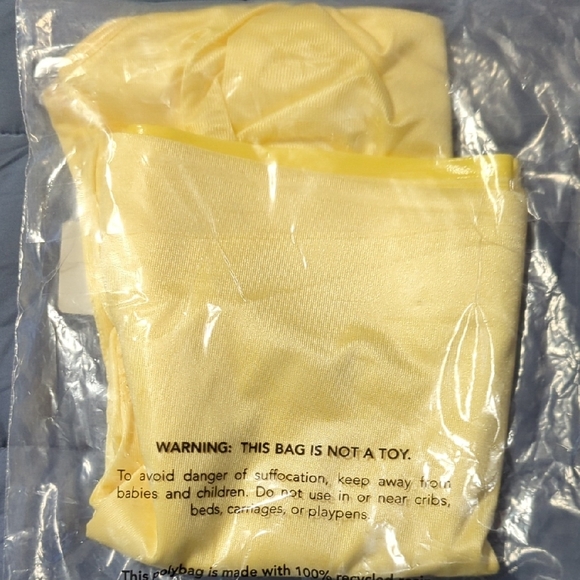 WARNING: THIS BAG IS NOT A TOY.
To avoid danger of suffocation, keep away from
babies and children. Do not use in or near cribs,
beds, carriages, or playpens.
This polybag is made with 100% recycled